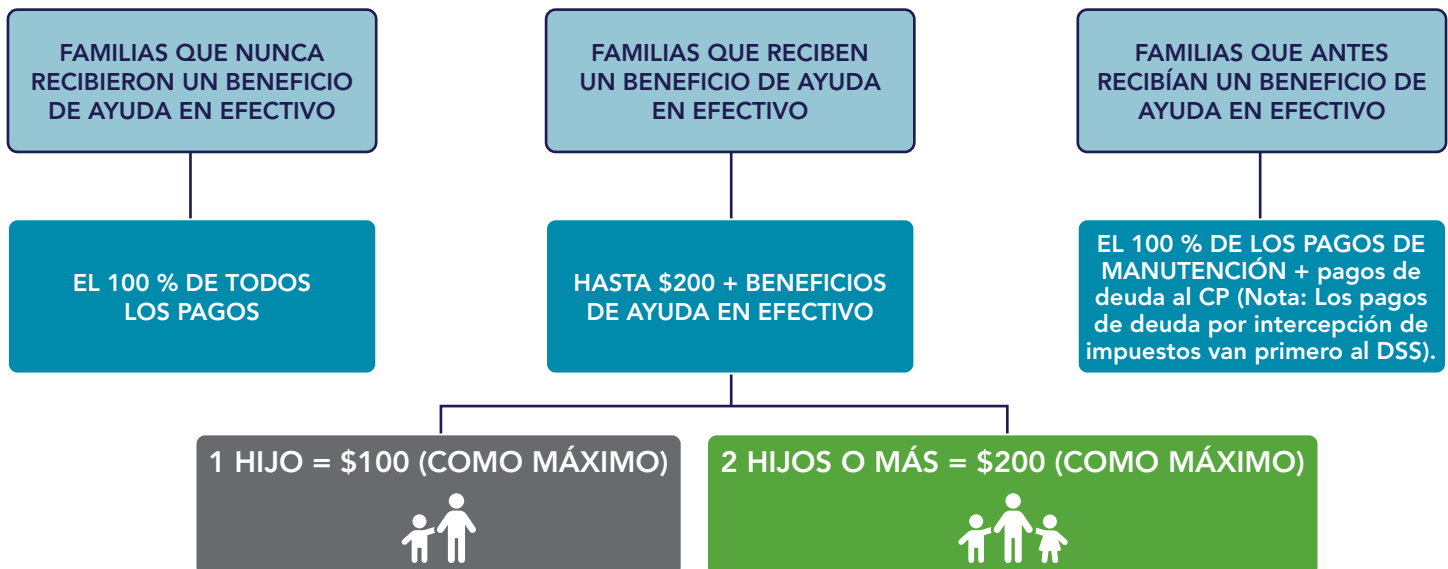 FAMILIAS QUE NUNCA
RECIBIERON UN BENEFICIO
DE AYUDA EN EFECTIVO
FAMILIAS QUE RECIBEN
UN BENEFICIO DE AYUDA
EN EFECTIVO
FAMILIAS QUE ANTES
RECIBÍAN UN BENEFICIO DE
AYUDA EN EFECTIVO
EL 100 % DE TODOS
LOS PAGOS
HASTA $200 + BENEFICIOS
DE AYUDA EN EFECTIVO
EL 100 % DE LOS PAGOS DE
MANUTENCIÓN + pagos de
deuda al CP (Nota: Los pagos
de deuda por intercepción de
impuestos van primero al DSS).
1 HIJO = $100 (COMO MÁXIMO)
2 HIJOS O MÁS = $200 (COMO MÁXIMO)